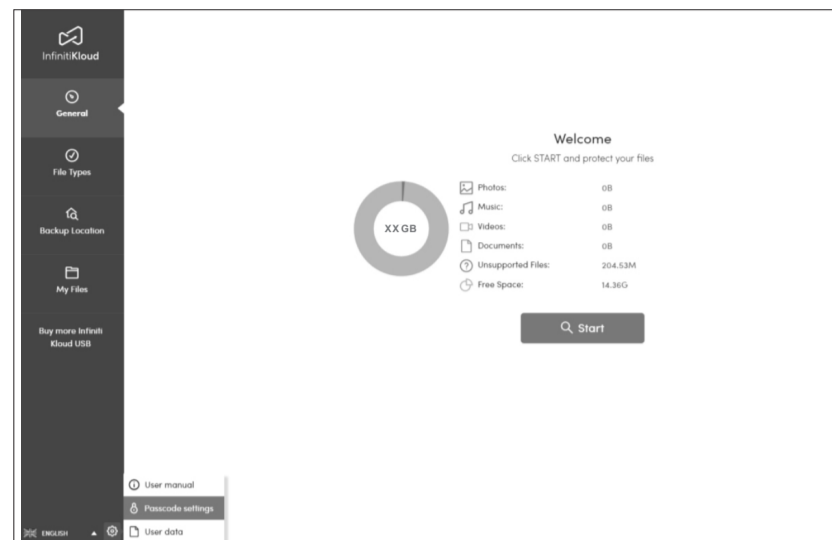 InfinitiKloud
General
File Types
Backup Location
My Files
Buy more Infiniti
Kloud USB
ENGLISH
User manual
Passcode settings
User data
Welcome
Click START and protect your files
XXGB
Photos: 0B
Music: 0B
Videos: 0B
Documents: 0B
Unsupported Files: 204.53M
Free Space: 14.36G
Start